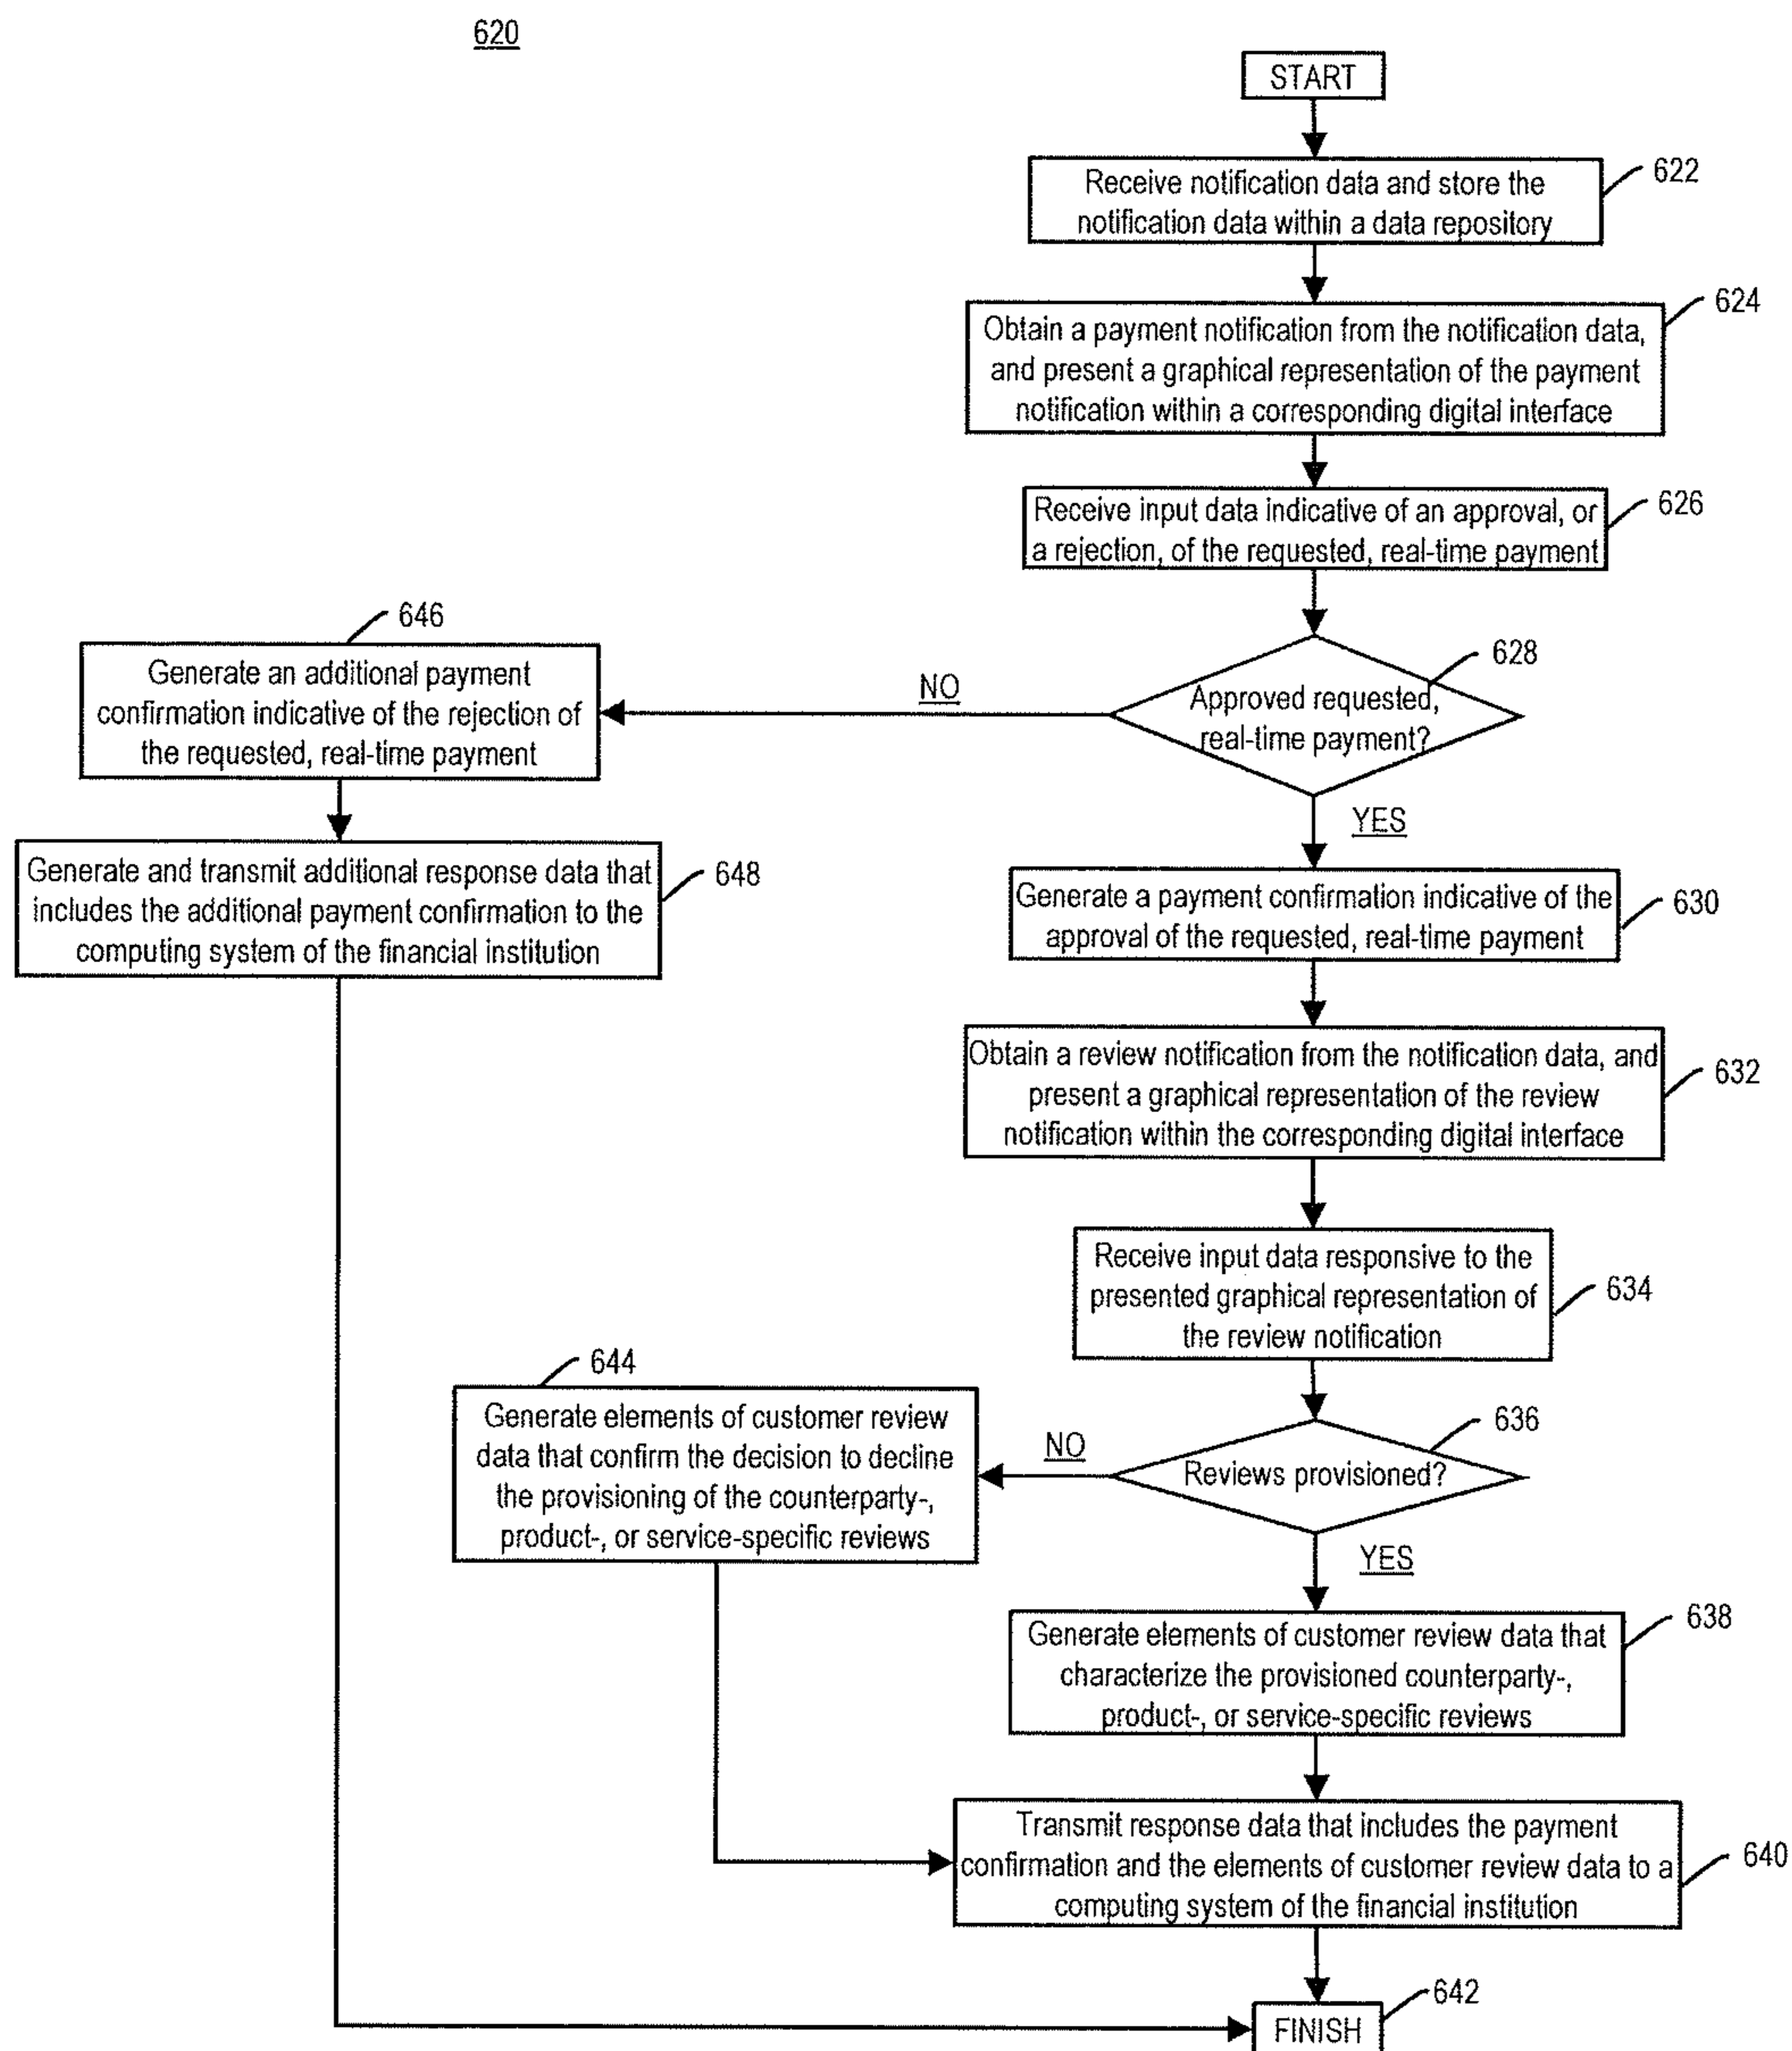 620
START
622
Receive notification data and store the
notification data within a data repository
624
Obtain a payment notification from the notification data,
and present a graphical representation of the payment
notification within a corresponding digital interface
626
Receive input data indicative of an approval, or
a rejection, of the requested, real-time payment
628
Approved requested,
real-time payment?
NO
646
Generate an additional payment
confirmation indicative of the rejection of
the requested, real-time payment
648
Generate and transmit additional response data that
includes the additional payment confirmation to the
computing system of the financial institution
YES
630
Generate a payment confirmation indicative of the
approval of the requested, real-time payment
632
Obtain a review notification from the notification data, and
present a graphical representation of the review
notification within the corresponding digital interface
634
Receive input data responsive to the
presented graphical representation of
the review notification
636
Reviews provisioned?
NO
644
Generate elements of customer review
data that confirm the decision to decline
the provisioning of the counterparty-,
product-, or service-specific reviews
YES
638
Generate elements of customer review data that
characterize the provisioned counterparty-,
product-, or service-specific reviews
640
Transmit response data that includes the payment
confirmation and the elements of customer review data to a
computing system of the financial institution
642
FINISH